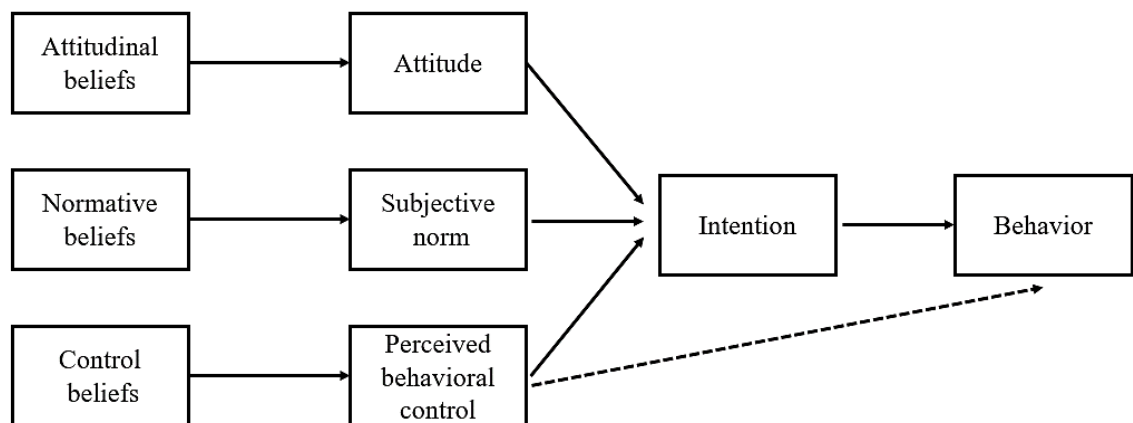 Attitudinal
beliefs
Attitude
Normative
beliefs
Subjective
norm
Intention
Behavior
Control
beliefs
Perceived
behavioral
control